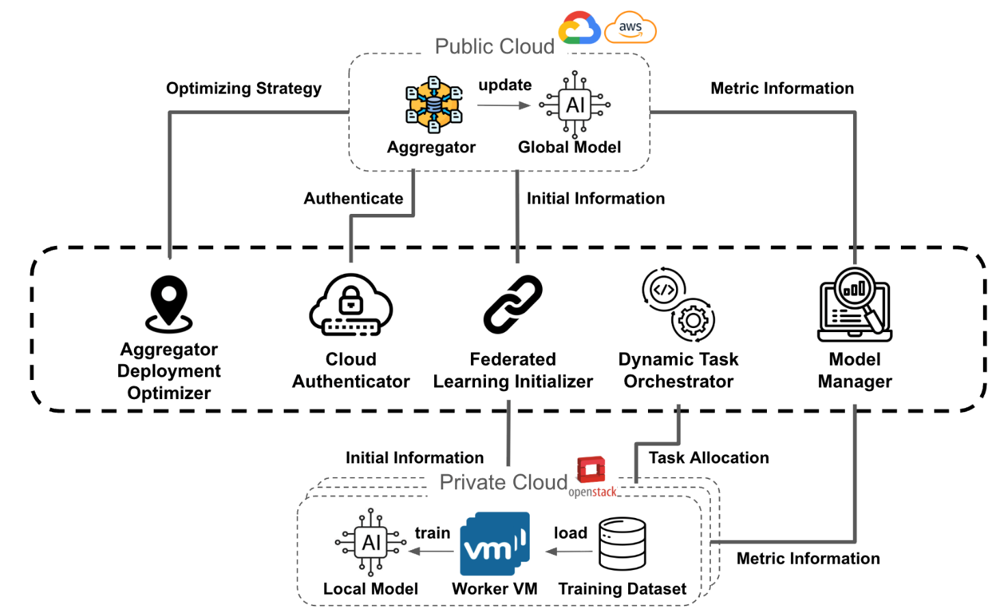 Public Cloud
aws
Optimizing Strategy
update
Metric Information
AI
Aggregator
Global Model
Authenticate
Initial Information
</>
Aggregator
Deployment
Optimizer
Cloud
Authenticator
Federated
Learning Initializer
Dynamic Task
Orchestrator
Model
Manager
Initial Information
Task Allocation
Private Cloud
openstack
train
load
AI
vm
Metric Information
Local Model
Worker VM
Training Dataset